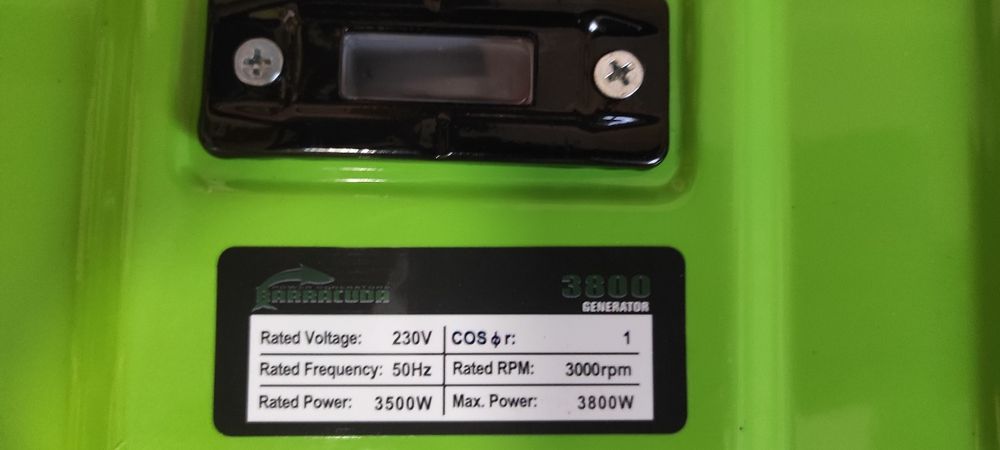 BARRACUDA
3800
GENERATOR
Rated Voltage: 230V COS ϕ r: 1
Rated Frequency: 50Hz Rated RPM: 3000rpm
Rated Power: 3500W Max. Power: 3800W